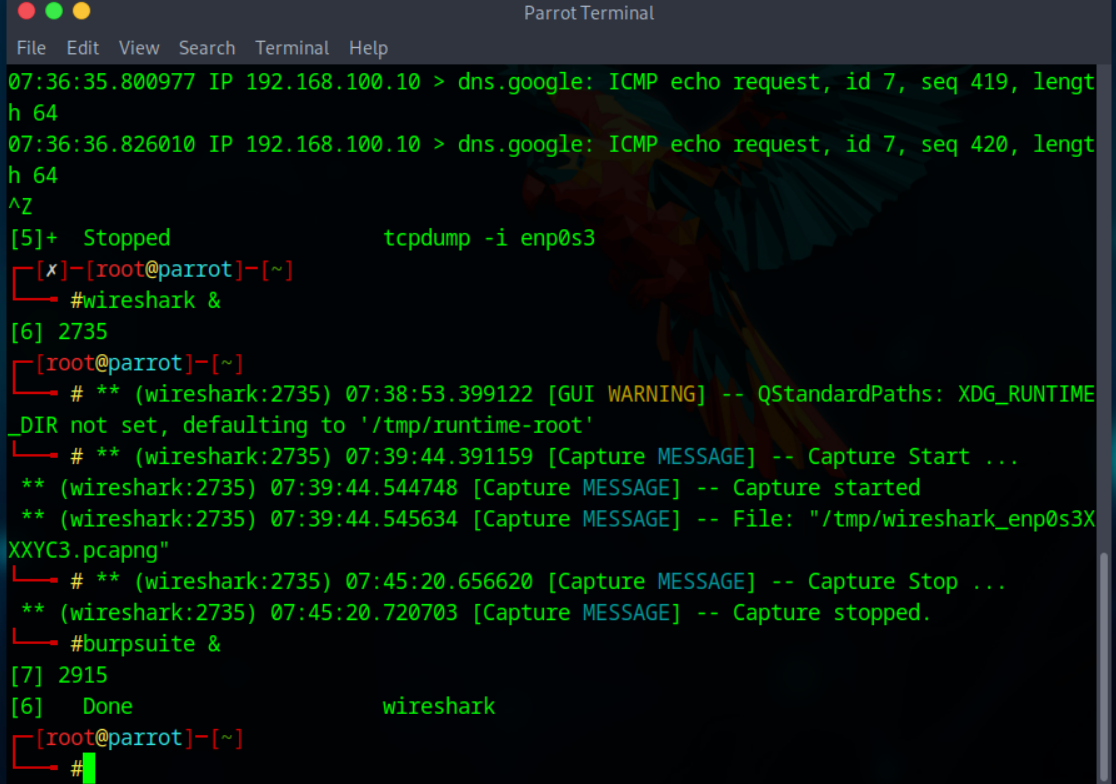 Parrot Terminal
File Edit View Search Terminal Help
07:36:35.800977 IP 192.168.100.10 > dns.google: ICMP echo request, id 7, seq 419, lengt
h 64
07:36:36.826010 IP 192.168.100.10 > dns.google: ICMP echo request, id 7, seq 420, lengt
h 64
^Z
[5]+  Stopped                 tcpdump -i enp0s3
┌─[✗]─[root@parrot]─[~]
└──╼ #wireshark &
[6] 2735
┌─[root@parrot]─[~]
└──╼ # ** (wireshark:2735) 07:38:53.399122 [GUI WARNING] -- QStandardPaths: XDG_RUNTIME
_DIR not set, defaulting to '/tmp/runtime-root'
└──╼ # ** (wireshark:2735) 07:39:44.391159 [Capture MESSAGE] -- Capture Start ...
 ** (wireshark:2735) 07:39:44.544748 [Capture MESSAGE] -- Capture started
 ** (wireshark:2735) 07:39:44.545634 [Capture MESSAGE] -- File: "/tmp/wireshark_enp0s3X
XXYC3.pcapng"
└──╼ # ** (wireshark:2735) 07:45:20.656620 [Capture MESSAGE] -- Capture Stop ...
 ** (wireshark:2735) 07:45:20.720703 [Capture MESSAGE] -- Capture stopped.
└──╼ #burpsuite &
[7] 2915
[6]   Done                    wireshark
┌─[root@parrot]─[~]
└──╼ #